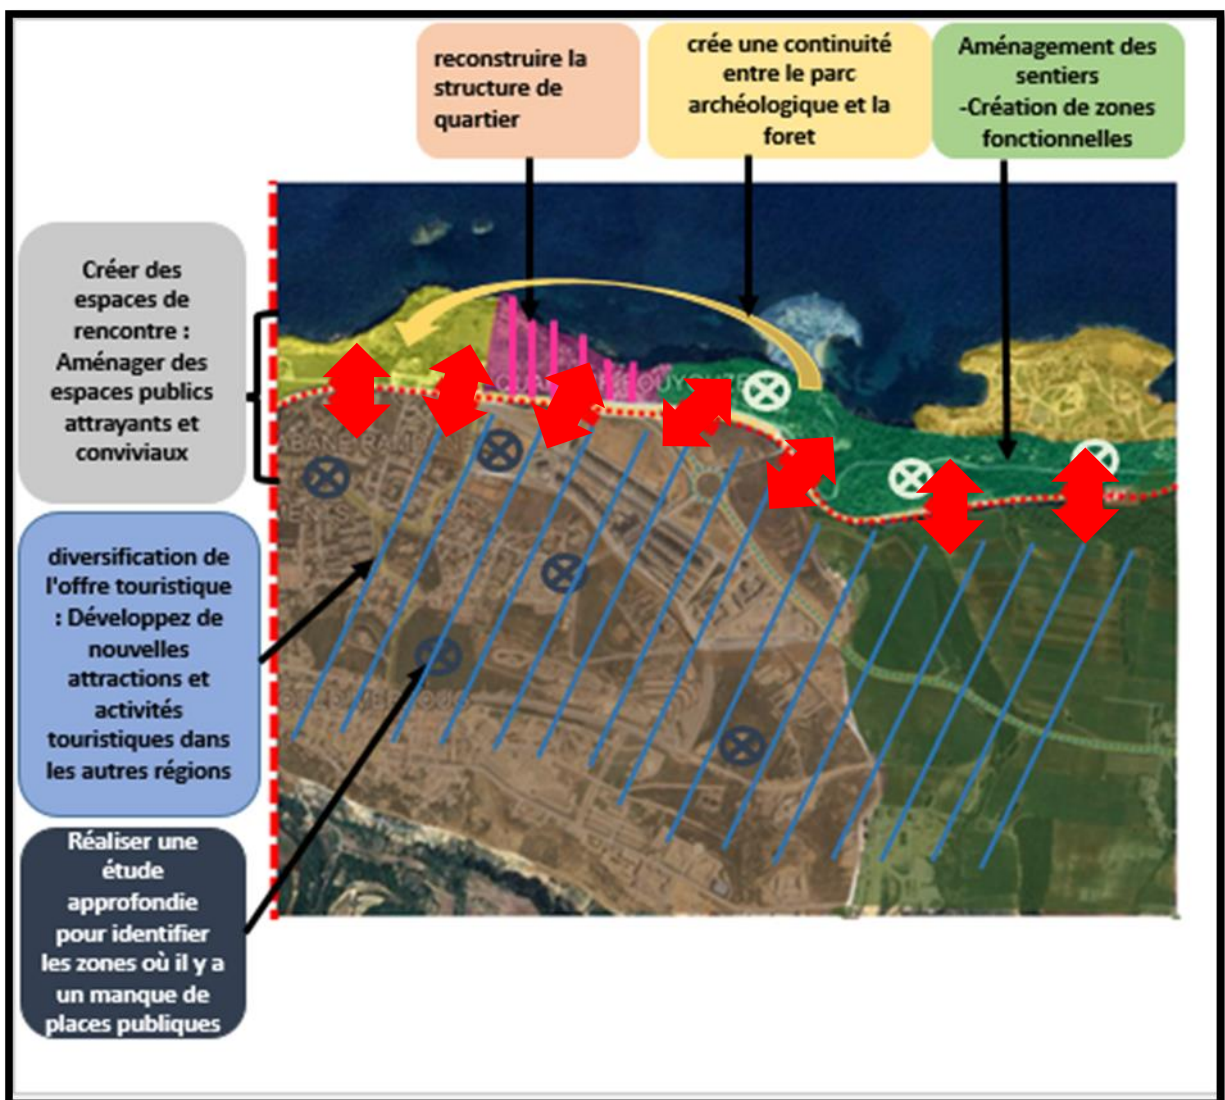 reconstruire la
structure de
quartier
crée une continuité
entre le parc
archéologique et la
foret
Aménagement des
sentiers
-Création de zones
fonctionnelles
Créer des
espaces de
rencontre :
Aménager des
espaces publics
attrayants et
conviviaux
diversification de
l'offre touristique
: Développez de
nouvelles
attractions et
activités
touristiques dans
les autres régions
Réaliser une
étude
approfondie
pour identifier
les zones où il y a
un manque de
places publiques